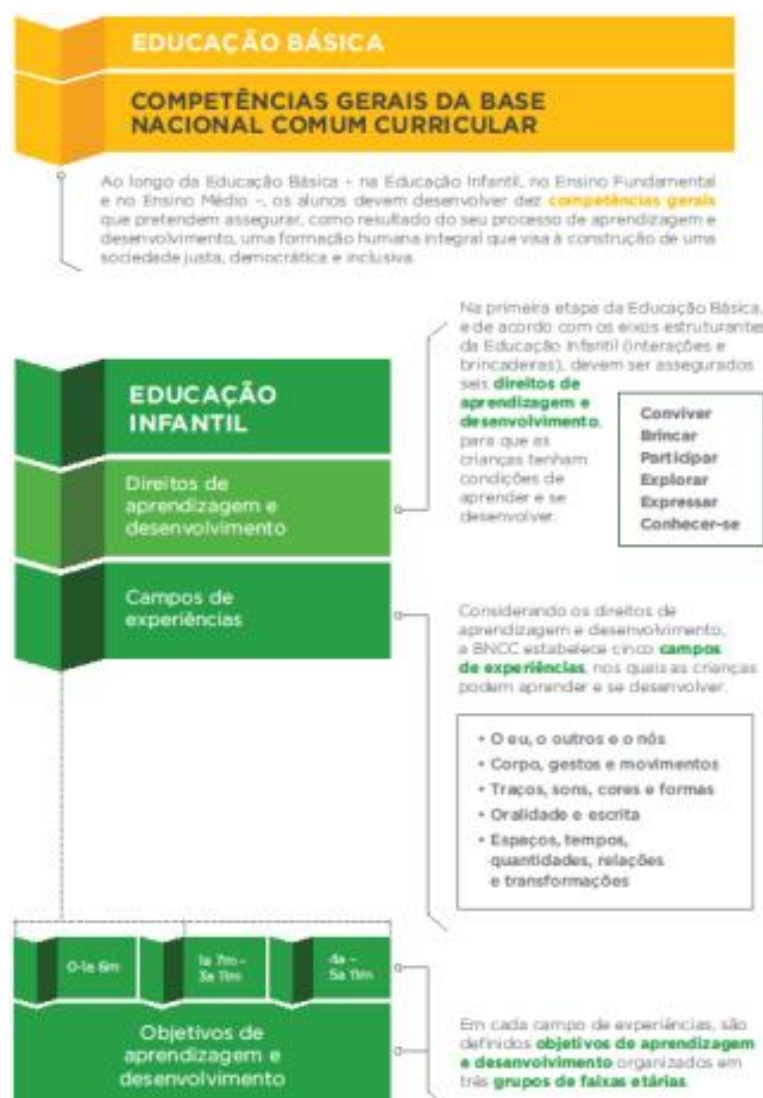 EDUCAÇÃO BÁSICA
COMPETÊNCIAS GERAIS DA BASE
NACIONAL COMUM CURRICULAR
Ao longo da Educação Básica – na Educação Infantil, no Ensino Fundamental
e no Ensino Médio –, os alunos devem desenvolver dez competências gerais
que pretendem assegurar, como resultado do seu processo de aprendizagem e
desenvolvimento, uma formação humana integral que visa à construção de uma
sociedade justa, democrática e inclusiva.
EDUCAÇÃO
INFANTIL
Direitos de
aprendizagem e
desenvolvimento
Na primeira etapa da Educação Básica,
e de acordo com os eixos estruturantes
da Educação Infantil (interações e
brincadeiras), devem ser assegurados
seis direitos de
aprendizagem e
desenvolvimento,
para que as
crianças tenham
condições de
aprender e se
desenvolver.
Conviver
Brincar
Participar
Explorar
Expressar
Conhecer-se
Campos de
experiências
Considerando os direitos de
aprendizagem e desenvolvimento,
a BNCC estabelece cinco campos
de experiências, nos quais as crianças
podem aprender e se desenvolver.
• O eu, o outros e o nós
• Corpo, gestos e movimentos
• Traços, sons, cores e formas
• Oralidade e escrita
• Espaços, tempos,
quantidades, relações
e transformações
0-1a 6m
1a 7m –
3a 11m
4a –
5a 11m
Objetivos de
aprendizagem e
desenvolvimento
Em cada campo de experiências, são
definidos objetivos de aprendizagem
e desenvolvimento organizados em
três grupos de faixas etárias.